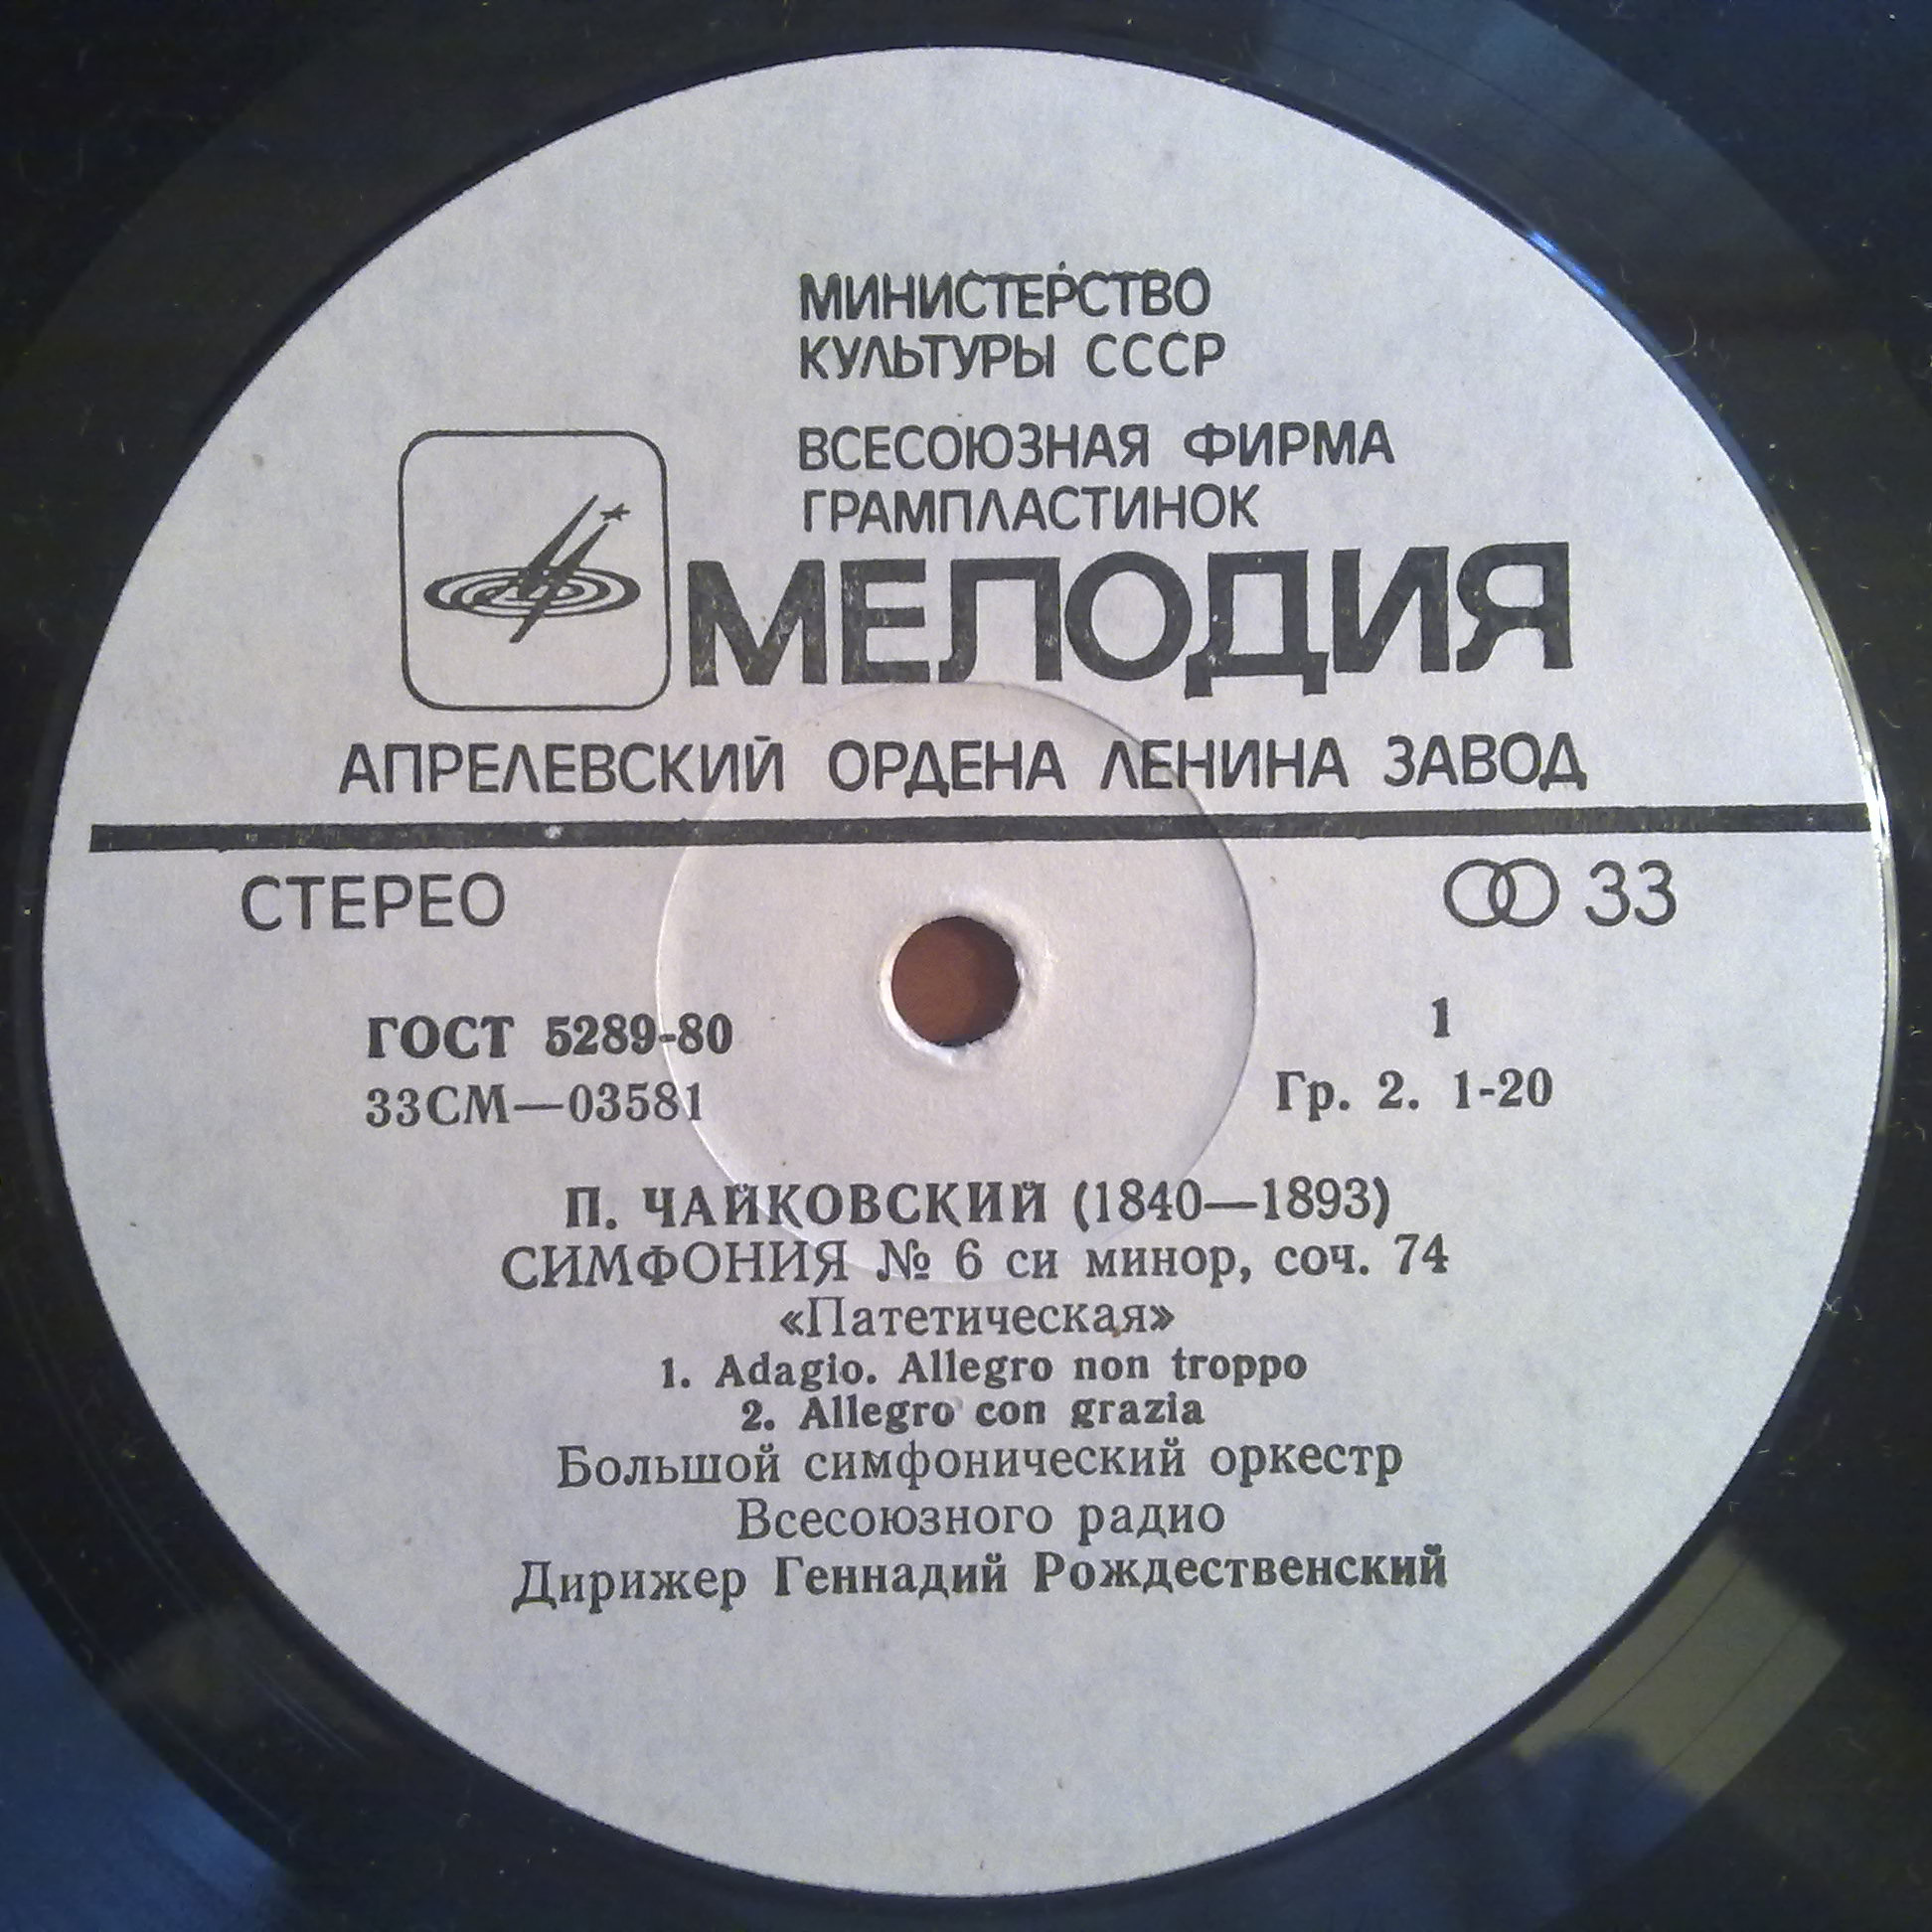 МИНИСТЕРСТВО
КУЛЬТУРЫ СССР
ВСЕСОЮЗНАЯ ФИРМА
ГРАМПЛАСТИНОК
МЕЛОДИЯ
АПРЕЛЕВСКИЙ ОРДЕНА ЛЕНИНА ЗАВОД
СТЕРЕО
33
ГОСТ 5289-80
33СМ—03581
1
Гр. 2. 1-20
П. ЧАЙКОВСКИЙ (1840—1893)
СИМФОНИЯ № 6 си минор, соч. 74
«Патетическая»
1. Adagio. Allegro non troppo
2. Allegro con grazia
Большой симфонический оркестр
Всесоюзного радио
Дирижер Геннадий Рождественский